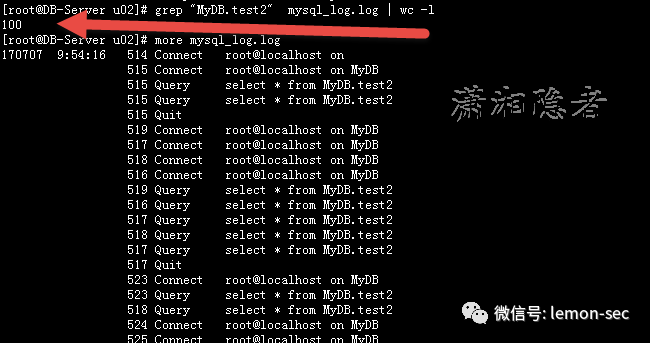 [root@DB-Server u02]# grep "MyDB.test2"  mysql_log.log | wc -l
100
[root@DB-Server u02]# more mysql_log.log
170707  9:54:16   514 Connect   root@localhost on
515 Connect   root@localhost on MyDB
515 Query     select * from MyDB.test2
515 Query     select * from MyDB.test2
515 Quit
519 Connect   root@localhost on MyDB
517 Connect   root@localhost on MyDB
518 Connect   root@localhost on MyDB
516 Connect   root@localhost on MyDB
519 Query     select * from MyDB.test2
516 Query     select * from MyDB.test2
517 Query     select * from MyDB.test2
518 Query     select * from MyDB.test2
517 Query     select * from MyDB.test2
517 Quit
523 Connect   root@localhost on MyDB
523 Query     select * from MyDB.test2
518 Query     select * from MyDB.test2
524 Connect   root@localhost on MyDB
525 Connect   root@localhost on MyDB
潇湘隐者
微信号: lemon-sec